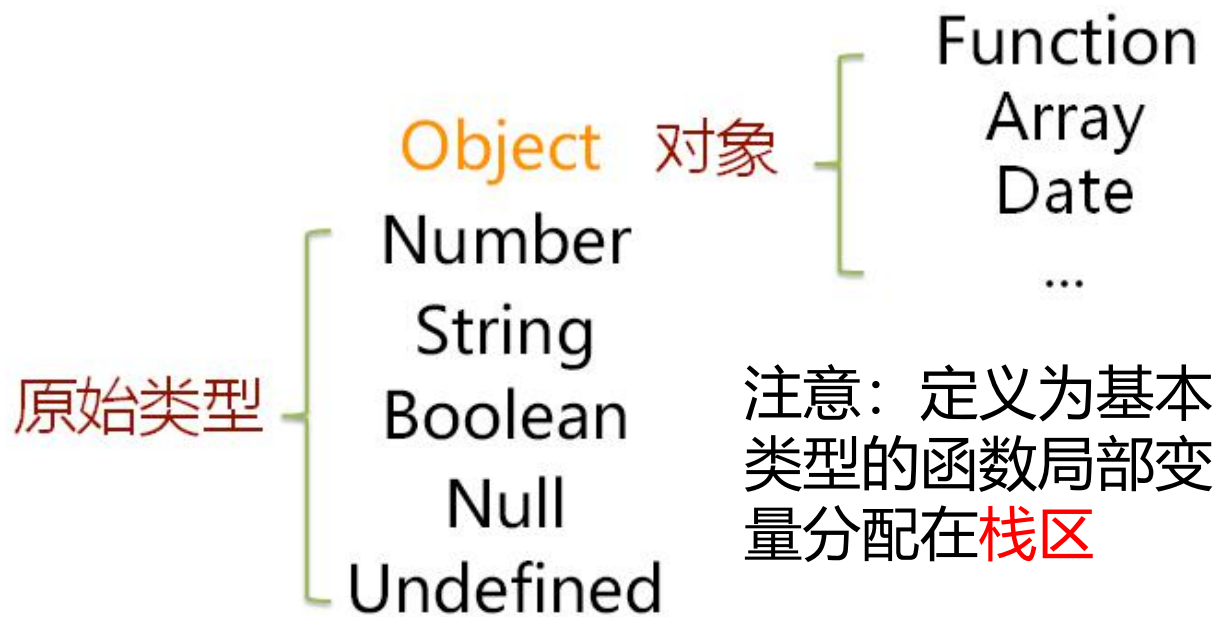 Object 对象
Number
String
Boolean
Null
Undefined
原始类型
Function
Array
Date
...
注意：定义为基本
类型的函数局部变
量分配在栈区